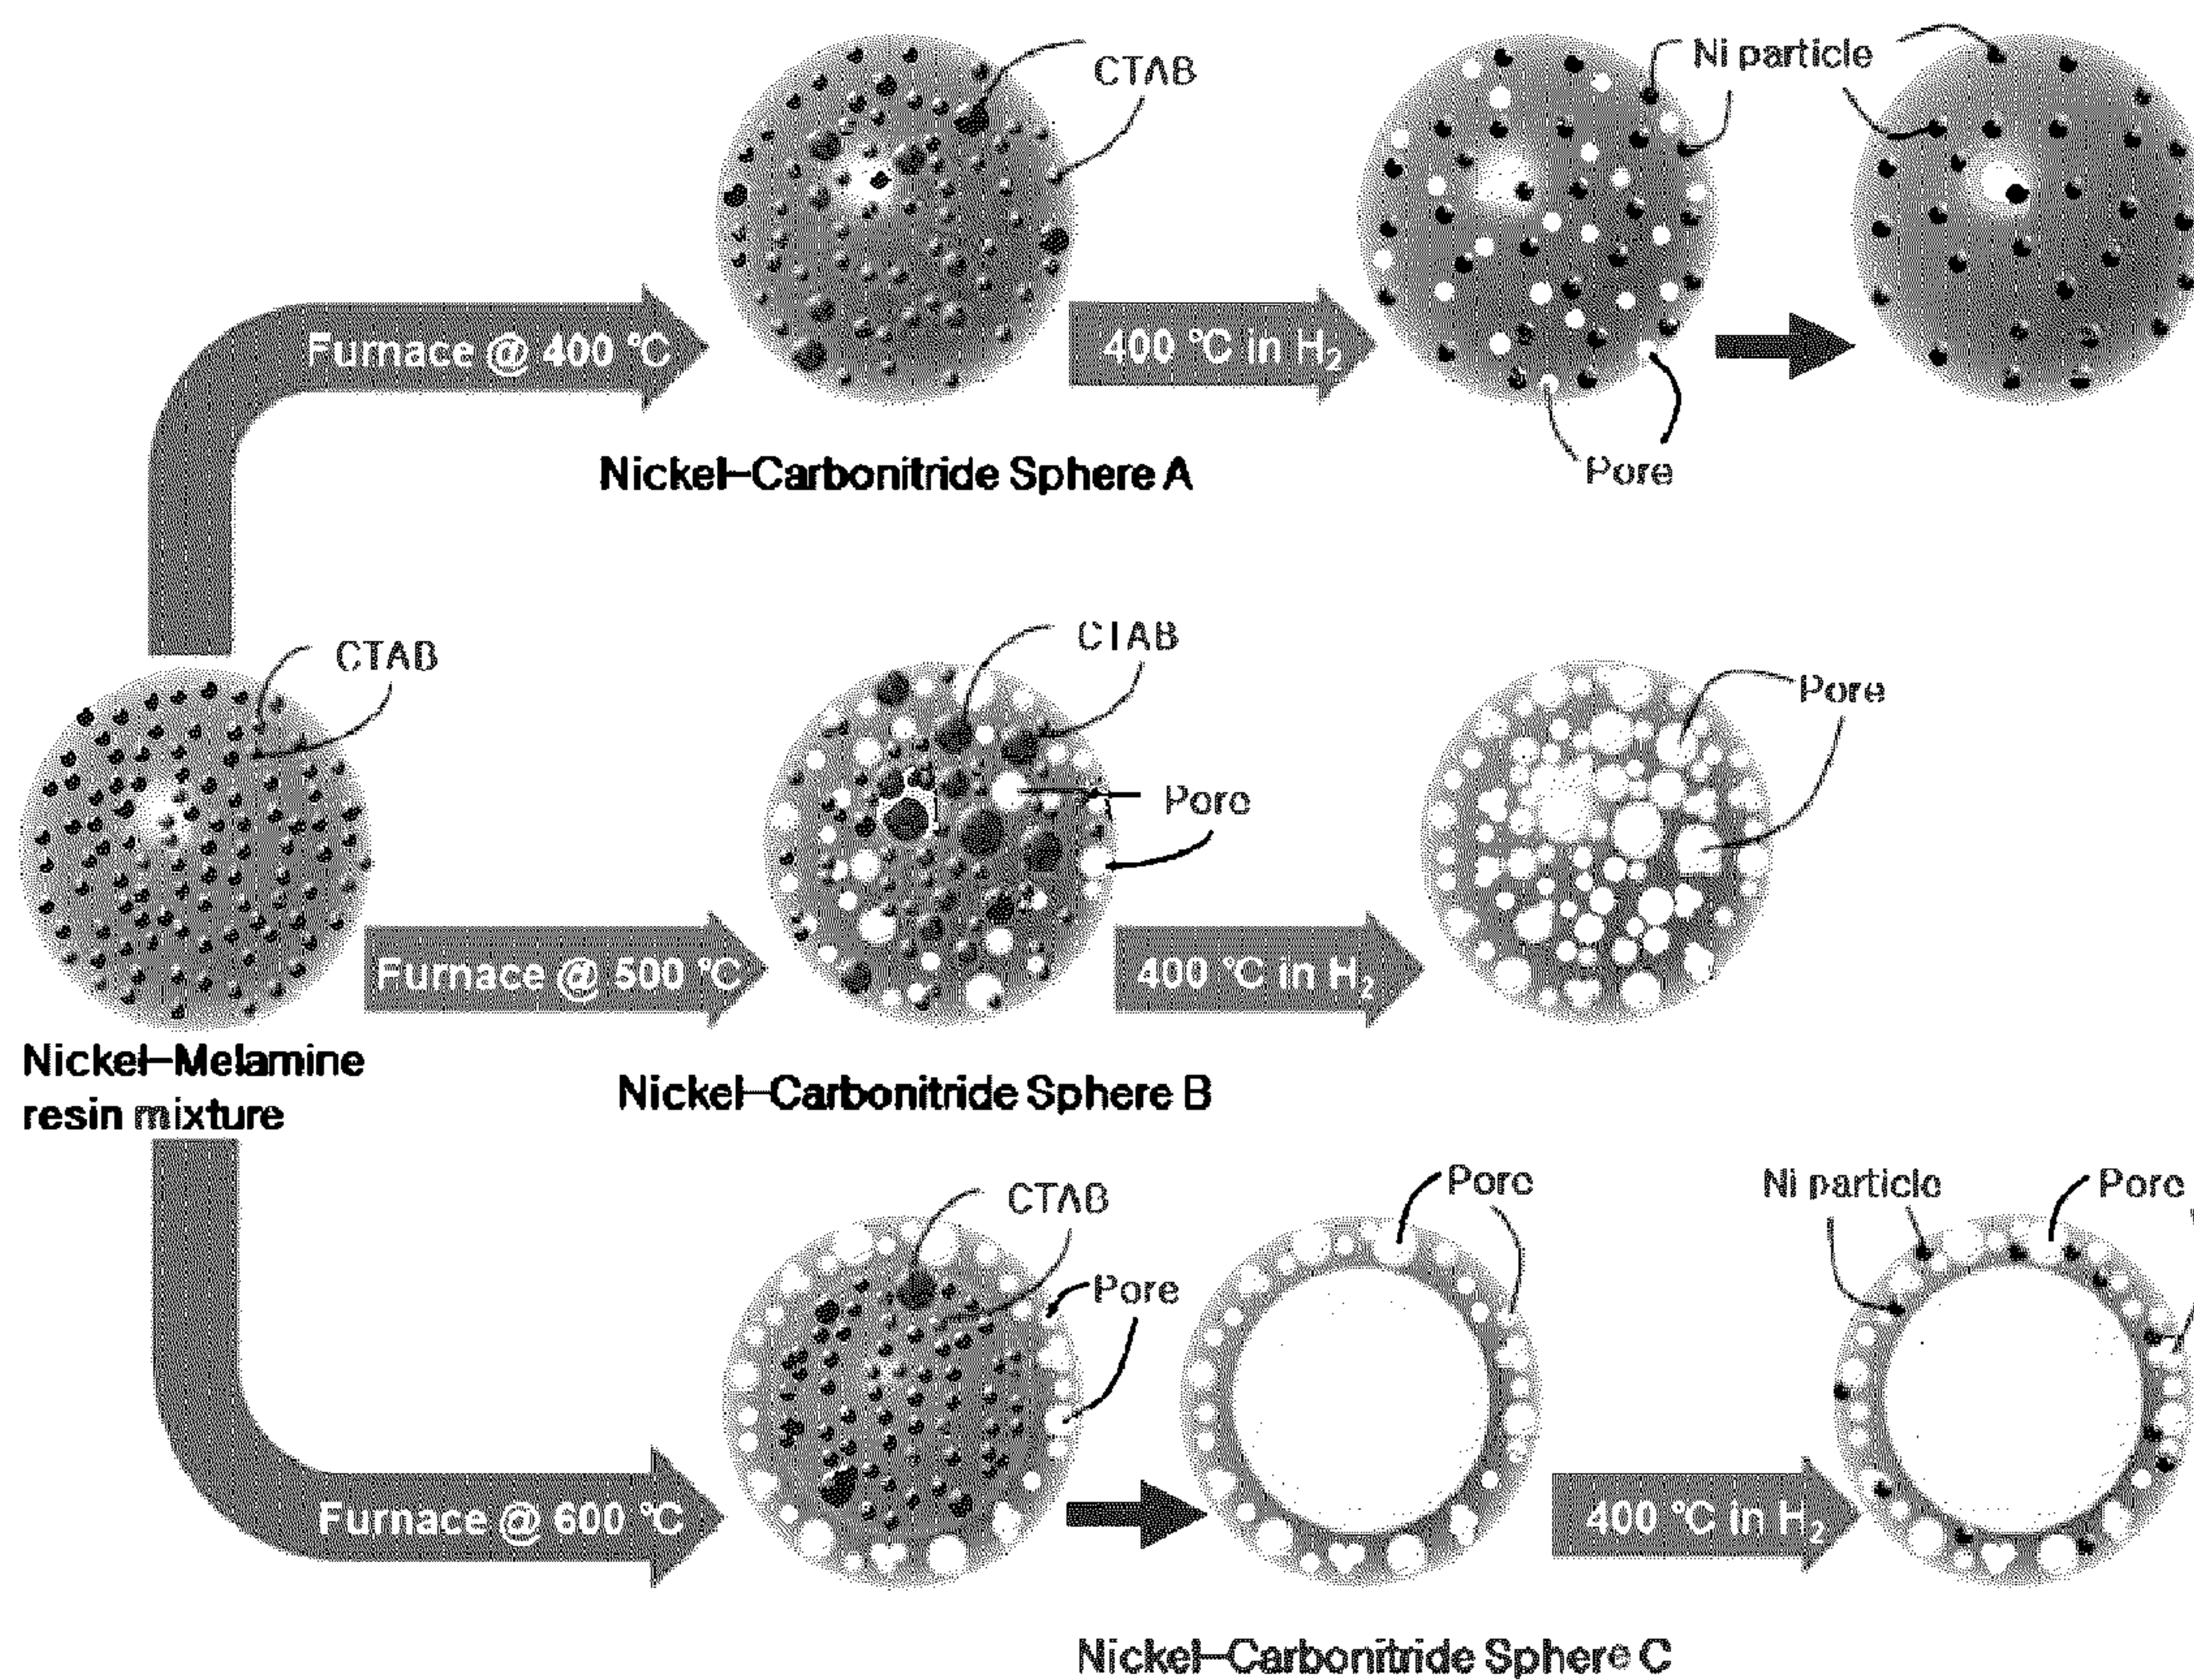 CTAB
Ni particle
Furnace @ 400 °C
400 °C in H₂
Pore
Nickel–Carbonitride Sphere A
CTAB
CTAB
Pore
Pore
Furnace @ 500 °C
400 °C in H₂
Nickel–Melamine
resin mixture
Nickel–Carbonitride Sphere B
CTAB
Pore
Pore
Ni particle
Pore
Furnace @ 600 °C
400 °C in H₂
Nickel–Carbonitride Sphere C